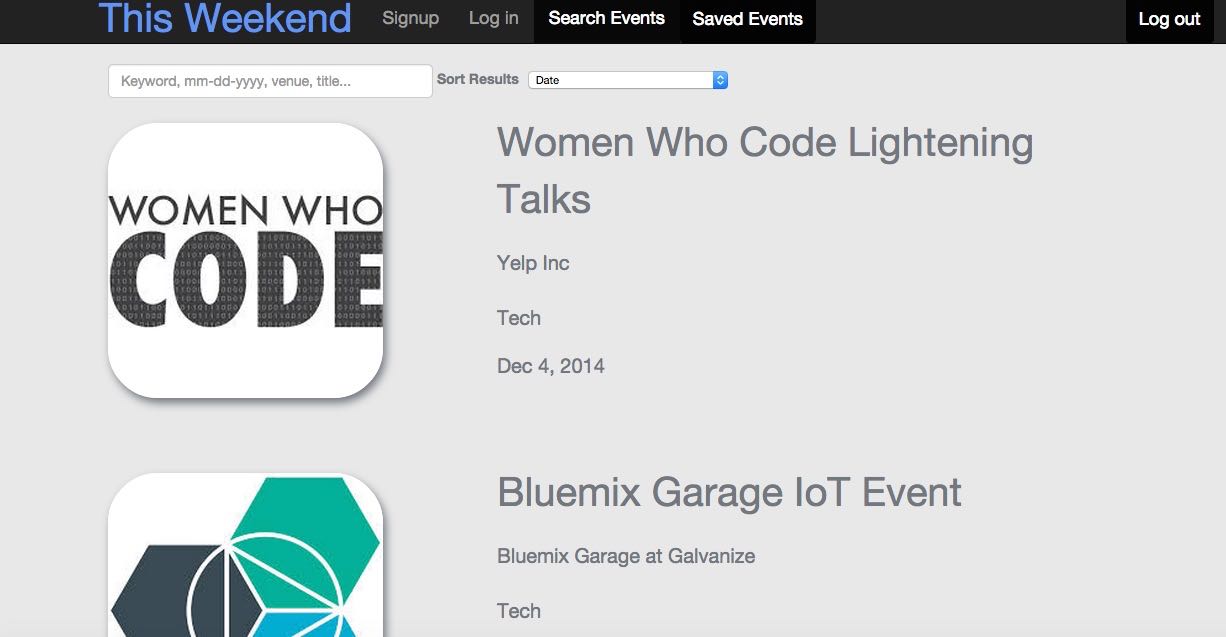 This Weekend Signup Log in Search Events Saved Events Log out
Keyword, mm-dd-yyyy, venue, title... Sort Results Date
WOMEN WHO
CODE
Women Who Code Lightening
Talks
Yelp Inc
Tech
Dec 4, 2014
Bluemix Garage IoT Event
Bluemix Garage at Galvanize
Tech